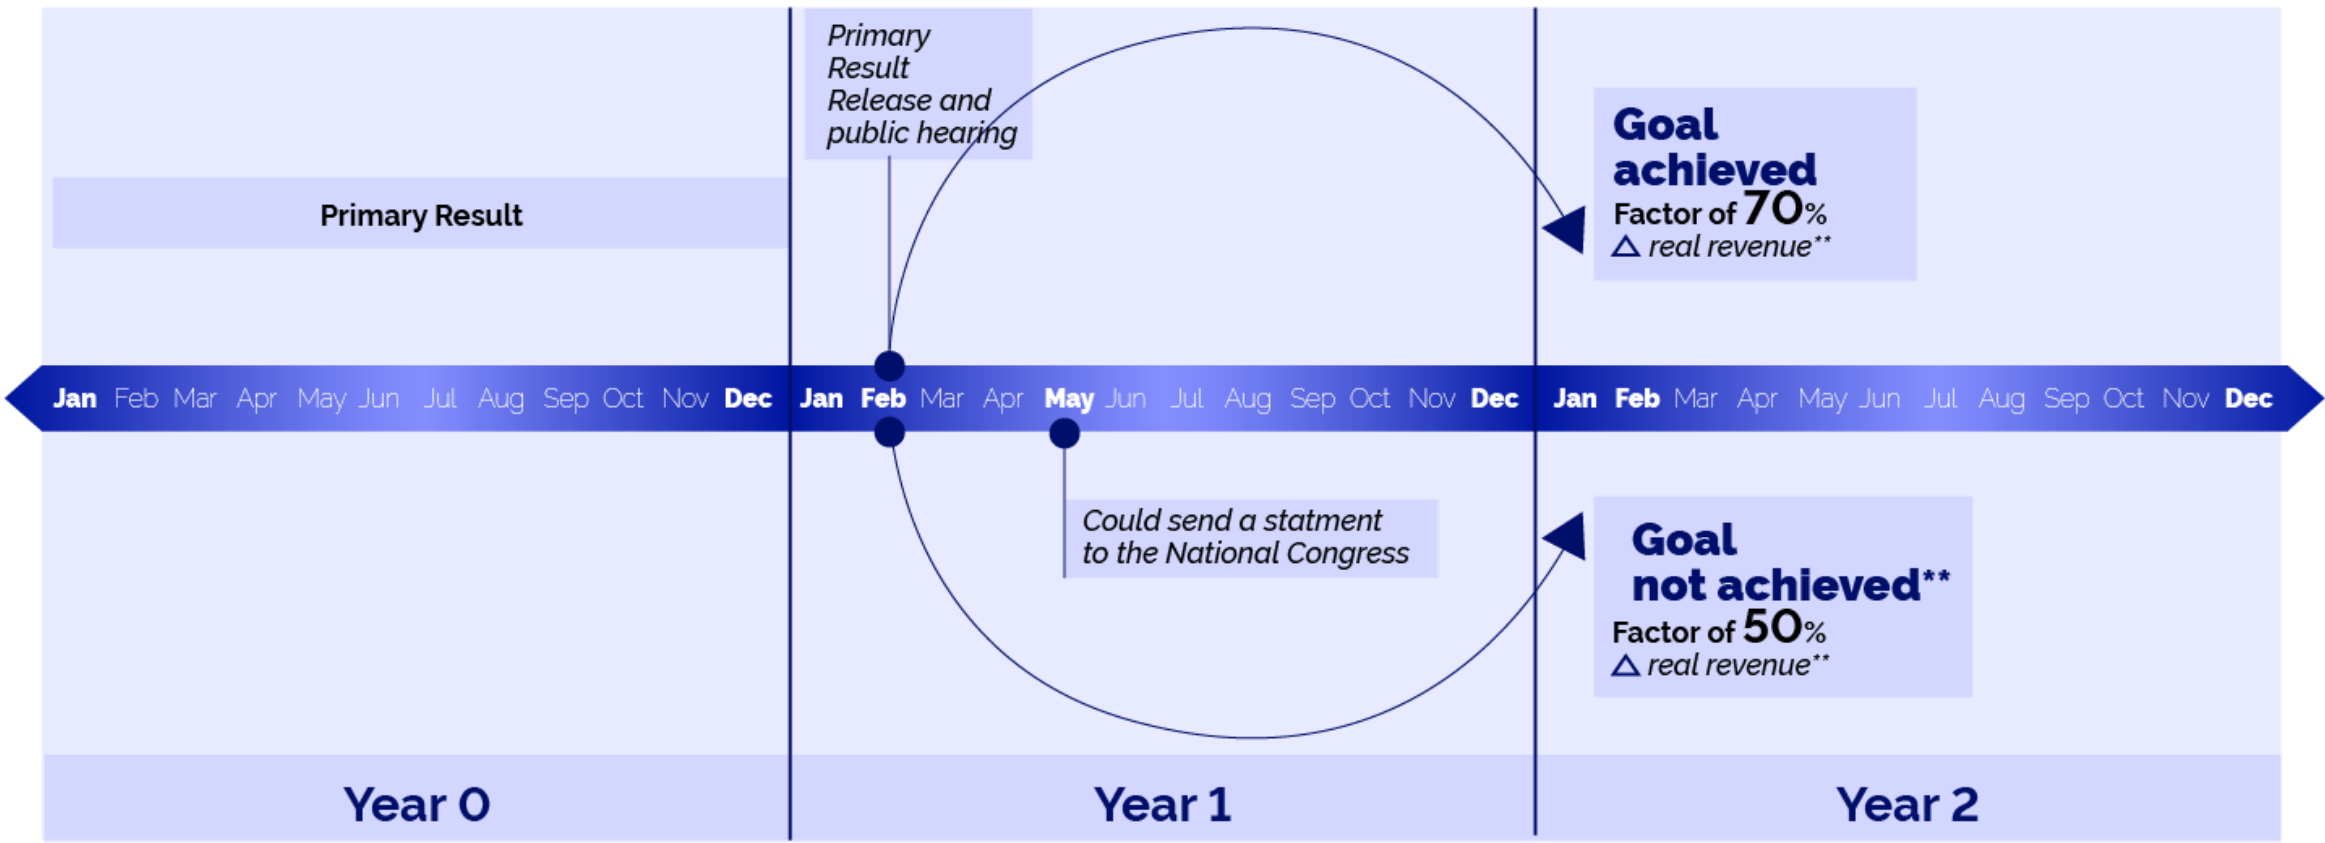 Primary
Result
Release and
public hearing
Primary Result
Goal
achieved
Factor of 70%
△ real revenue**
Jan Feb Mar Apr May Jun Jul Aug Sep Oct Nov Dec Jan Feb Mar Apr May Jun Jul Aug Sep Oct Nov Dec Jan Feb Mar Apr May Jun Jul Aug Sep Oct Nov Dec
Could send a statment
to the National Congress
Goal
not achieved**
Factor of 50%
△ real revenue**
Year 0
Year 1
Year 2